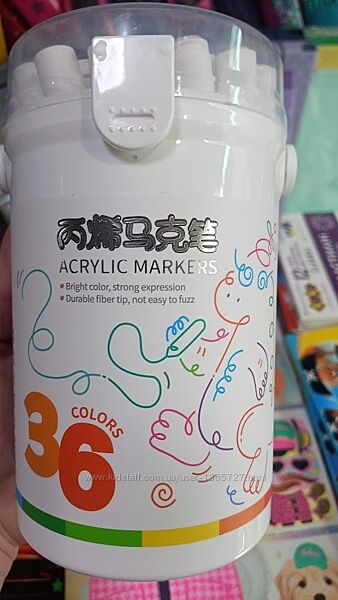 丙烯马克笔
ACRYLIC MARKERS
Bright color, strong expression
Durable fiber tip, not easy to fuzz
36
COLORS